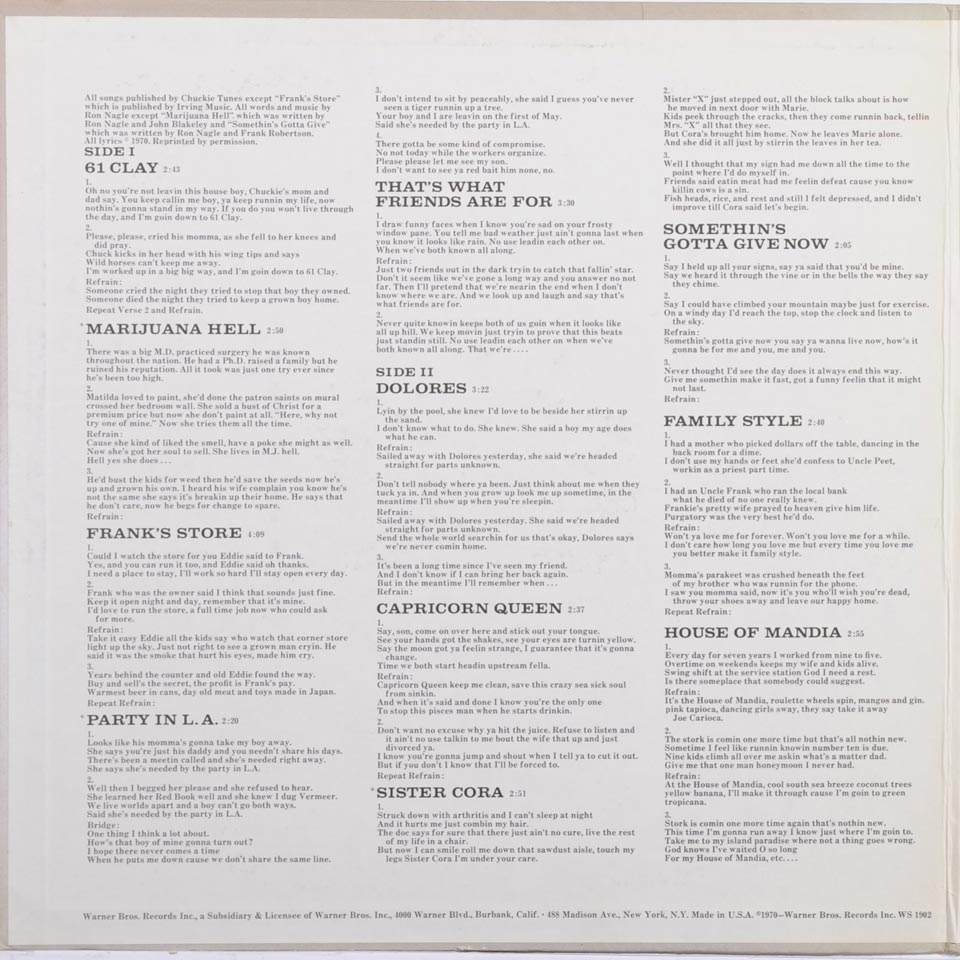 All songs published by Chuckie Tunes except "Frank's Store"
which is published by Irving Music. All words and music by
Ron Nagle except "Marijuana Hell" which was written by
Ron Nagle and John Blakeley and "Somethin's Gotta Give"
which was written by Ron Nagle and Frank Robertson.
All lyrics © 1970. Reprinted by permission.
SIDE I
61 CLAY 2:43
1.
Oh no you're not leavin this house boy, Chuckie's mom and
dad say. You keep callin me boy, ya keep runnin my life, now
nothin's gonna stand in my way. If you do you won't live through
the day, and I'm goin down to 61 Clay.
2.
Please, please, cried his momma, as she fell to her knees and
did pray.
Chuck kicks in her head with his wing tips and says
Wild horses can't keep me away.
I'm worked up in a big big way, and I'm goin down to 61 Clay.
Refrain:
Someone cried the night they tried to stop that boy they owned.
Someone died the night they tried to keep a grown boy home.
Repeat Verse 2 and Refrain.
*MARIJUANA HELL 2:50
1.
There was a big M.D. practiced surgery he was known
throughout the nation. He had a Ph.D. raised a family but he
ruined his reputation. All it took was just one try ever since
he's been too high.
2.
Matilda loved to paint, she'd done the patron saints on mural
crossed her bedroom wall. She sold a bust of Christ for a
premium price but now she don't paint at all. "Here, why not
try one of mine." Now she tries them all the time.
Refrain:
Cause she kind of liked the smell, have a poke she might as well.
Now she's got her soul to sell. She lives in M.J. hell.
Hell yes she does ...
3.
He'd bust the kids for weed then he'd save the seeds now he's
up and grown his own. I heard his wife complain you know he's
not the same she says it's breakin up their home. He says that
he don't care, now he begs for change to spare.
Refrain:
FRANK'S STORE 4:09
1.
Could I watch the store for you Eddie said to Frank.
Yes, and you can run it too, and Eddie said oh thanks.
I need a place to stay, I'll work so hard I'll stay open every day.
2.
Frank who was the owner said I think that sounds just fine.
Keep it open night and day, remember that it's mine.
I'd love to run the store, a full time job now who could ask
for more.
Refrain:
Take it easy Eddie all the kids say who watch that corner store
light up the sky. Just not right to see a grown man cryin. He
said it was the smoke that hurt his eyes, made him cry.
3.
Years behind the counter and old Eddie found the way.
Buy and sell's the secret, the profit is Frank's pay.
Warmest beer in cans, day old meat and toys made in Japan.
Repeat Refrain:
*PARTY IN L.A. 2:20
1.
Looks like his momma's gonna take my boy away.
She says you're just his daddy and you needn't share his days.
There's been a meetin called and she's needed right away.
She says she's needed by the party in L.A.
2.
Well then I begged her please and she refused to hear.
She learned her Red Book well and she knew I dug Vermeer.
We live worlds apart and a boy can't go both ways.
Said she's needed by the party in L.A.
Bridge:
One thing I think a lot about.
How's that boy of mine gonna turn out?
I hope there never comes a time
When he puts me down cause we don't share the same line.
3.
I don't intend to sit by peaceably, she said I guess you've never
seen a tiger runnin up a tree.
Your boy and I are leavin on the first of May.
Said she's needed by the party in L.A.
4.
There gotta be some kind of compromise.
No not today while the workers organize.
Please please let me see my son.
I don't want to see ya red bait him none, no.
THAT'S WHAT
FRIENDS ARE FOR 3:30
1.
I draw funny faces when I know you're sad on your frosty
window pane. You tell me bad weather just ain't gonna last when
you know it looks like rain. No use leadin each other on.
When we've both known all along.
Refrain:
Just two friends out in the dark tryin to catch that fallin' star.
Don't it seem like we've gone a long way and you answer no not
far. Then I'll pretend that we're nearin the end when I don't
know where we are. And we look up and laugh and say that's
what friends are for.
2.
Never quite knowin keeps both of us goin when it looks like
all up hill. We keep movin just tryin to prove that this beats
just standin still. No use leadin each other on when we've
both known all along. That we're ....
SIDE II
DOLORES 3:22
1.
Lyin by the pool, she knew I'd love to be beside her stirrin up
the sand.
I don't know what to do. She knew. She said a boy my age does
what he can.
Refrain:
Sailed away with Dolores yesterday, she said we're headed
straight for parts unknown.
2.
Don't tell nobody where ya been. Just think about me when they
tuck ya in. And when you grow up look me up sometime, in the
meantime I'll show up when you're sleepin.
Refrain:
Sailed away with Dolores yesterday. She said we're headed
straight for parts unknown.
Send the whole world searchin for us that's okay, Dolores says
we're never comin home.
3.
It's been a long time since I've seen my friend.
And I don't know if I can bring her back again.
But in the meantime I'll remember when ...
Refrain:
CAPRICORN QUEEN 2:37
1.
Say, son, come on over here and stick out your tongue.
See your hands got the shakes, see your eyes are turnin yellow.
Say the moon got ya feelin strange, I guarantee that it's gonna
change.
Time we both start headin upstream fella.
Refrain:
Capricorn Queen keep me clean, save this crazy sea sick soul
from sinkin.
And when it's said and done I know you're the only one
To stop this pisces man when he starts drinkin.
2.
Don't want no excuse why ya hit the juice. Refuse to listen and
it ain't no use talkin to me bout the wife that up and just
divorced ya.
I know you're gonna jump and shout when I tell ya to cut it out.
But if you don't I know that I'll be forced to.
Repeat Refrain:
*SISTER CORA 2:51
1.
Struck down with arthritis and I can't sleep at night
And it hurts me just combin my hair.
The doc says for sure that there just ain't no cure, live the rest
of my life in a chair.
But now I can smile roll me down that sawdust aisle, touch my
legs Sister Cora I'm under your care.
2.
Mister "X" just stepped out, all the block talks about is how
he moved in next door with Marie.
Kids peek through the cracks, then they come runnin back, tellin
Mrs. "X" all that they see.
But Cora's brought him home. Now he leaves Marie alone.
And she did it all just by stirrin the leaves in her tea.
3.
Well I thought that my sign had me down all the time to the
point where I'd do myself in.
Friends said eatin meat had me feelin defeat cause you know
killin cows is a sin.
Fish heads, rice, and rest and still I felt depressed, and I didn't
improve till Cora said let's begin.
SOMETHIN'S
GOTTA GIVE NOW 2:05
1.
Say I held up all your signs, say ya said that you'd be mine.
Say we heard it through the vine or in the bells the way they say
they chime.
2.
Say I could have climbed your mountain maybe just for exercise.
On a windy day I'd reach the top, stop the clock and listen to
the sky.
Refrain:
Somethin's gotta give now you say ya wanna live now, how's it
gonna be for me and you, me and you.
3.
Never thought I'd see the day does it always end this way.
Give me somethin make it fast, got a funny feelin that it might
not last.
Refrain:
FAMILY STYLE 2:40
1.
I had a mother who picked dollars off the table, dancing in the
back room for a dime.
I don't use my hands or feet she'd confess to Uncle Peet,
workin as a priest part time.
2.
I had an Uncle Frank who ran the local bank
what he died of no one really knew.
Frankie's pretty wife prayed to heaven give him life.
Purgatory was the very best he'd do.
Refrain:
Won't ya love me for forever. Won't you love me for a while.
I don't care how long you love me but every time you love me
you better make it family style.
3.
Momma's parakeet was crushed beneath the feet
of my brother who was runnin for the phone.
I saw you momma said, now it's you who'll wish you're dead,
throw your shoes away and leave our happy home.
Repeat Refrain:
HOUSE OF MANDIA 2:55
1.
Every day for seven years I worked from nine to five.
Overtime on weekends keeps my wife and kids alive.
Swing shift at the service station God I need a rest.
Is there someplace that somebody could suggest.
Refrain:
It's the House of Mandia, roulette wheels spin, mangos and gin.
pink tapioca, dancing girls sway, they say take it away
Joe Carioca.
2.
The stork is comin one more time but that's all nothin new.
Sometime I feel like runnin knowin number ten is due.
Nine kids climb all over me askin what's a matter dad.
Give me that one man honeymoon I never had.
Refrain:
At the House of Mandia, cool south sea breeze coconut trees
yellow banana, I'll make it through cause I'm goin to green
tropicana.
3.
Stork is comin one more time again that's nothin new.
This time I'm gonna run away I know just where I'm goin to.
Take me to my island paradise where not a thing goes wrong.
God knows I've waited O so long
For my House of Mandia, etc....
Warner Bros. Records Inc., a Subsidiary & Licensee of Warner Bros. Inc., 4000 Warner Blvd., Burbank, Calif. · 488 Madison Ave., New York, N.Y. Made in U.S.A. ©1970—Warner Bros. Records Inc. WS 1902